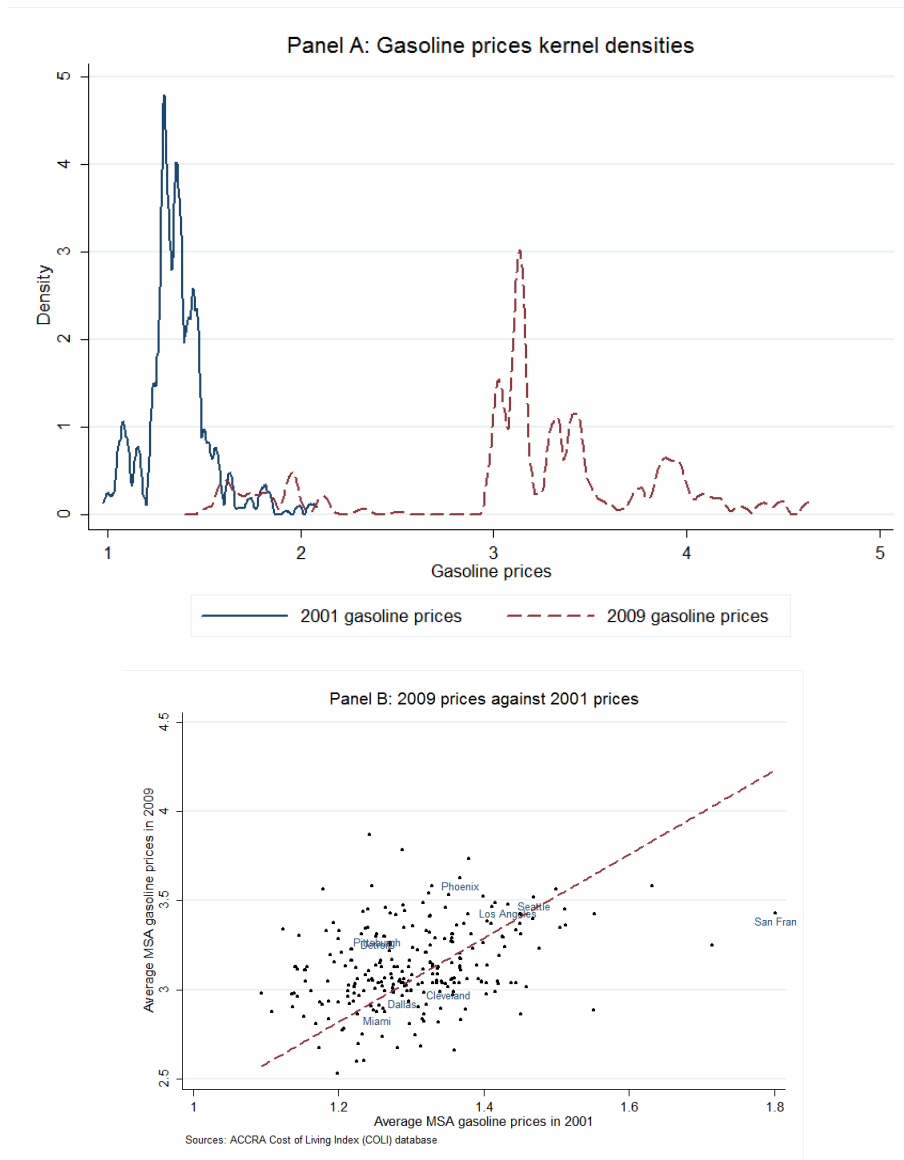 Panel A: Gasoline prices kernel densities
Density
5
4
3
2
1
0
1 2 3 4 5
Gasoline prices
2001 gasoline prices 2009 gasoline prices
Panel B: 2009 prices against 2001 prices
Average MSA gasoline prices in 2009
4.5
4
3.5
3
2.5
Phoenix
Seattle
Los Angeles
San Fran
Pittsburgh
Detroit
Cleveland
Dallas
Miami
1 1.2 1.4 1.6 1.8
Average MSA gasoline prices in 2001
Sources: ACCRA Cost of Living Index (COLI) database